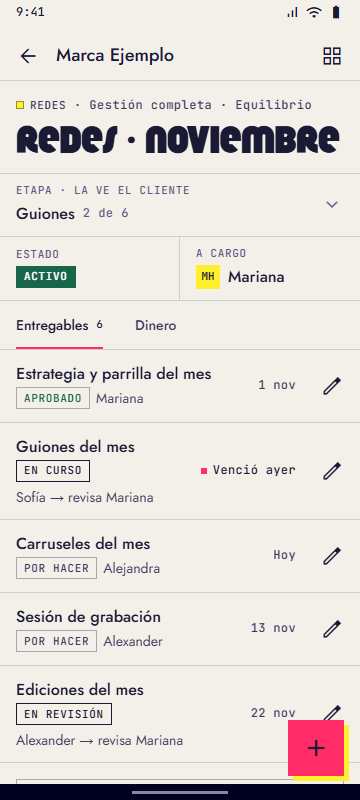 9:41
Marca Ejemplo
REDES · Gestión completa · Equilibrio
Redes · noviembre
ETAPA · LA VE EL CLIENTE
Guiones 2 de 6
ESTADO
ACTIVO
A CARGO
MH Mariana
Entregables 6
Dinero
Estrategia y parrilla del mes
APROBADO Mariana
1 nov
Guiones del mes
EN CURSO
Venció ayer
Sofía → revisa Mariana
Carruseles del mes
POR HACER Alejandra
Hoy
Sesión de grabación
POR HACER Alexander
13 nov
Ediciones del mes
EN REVISIÓN
22 nov
Alexander → revisa Mariana